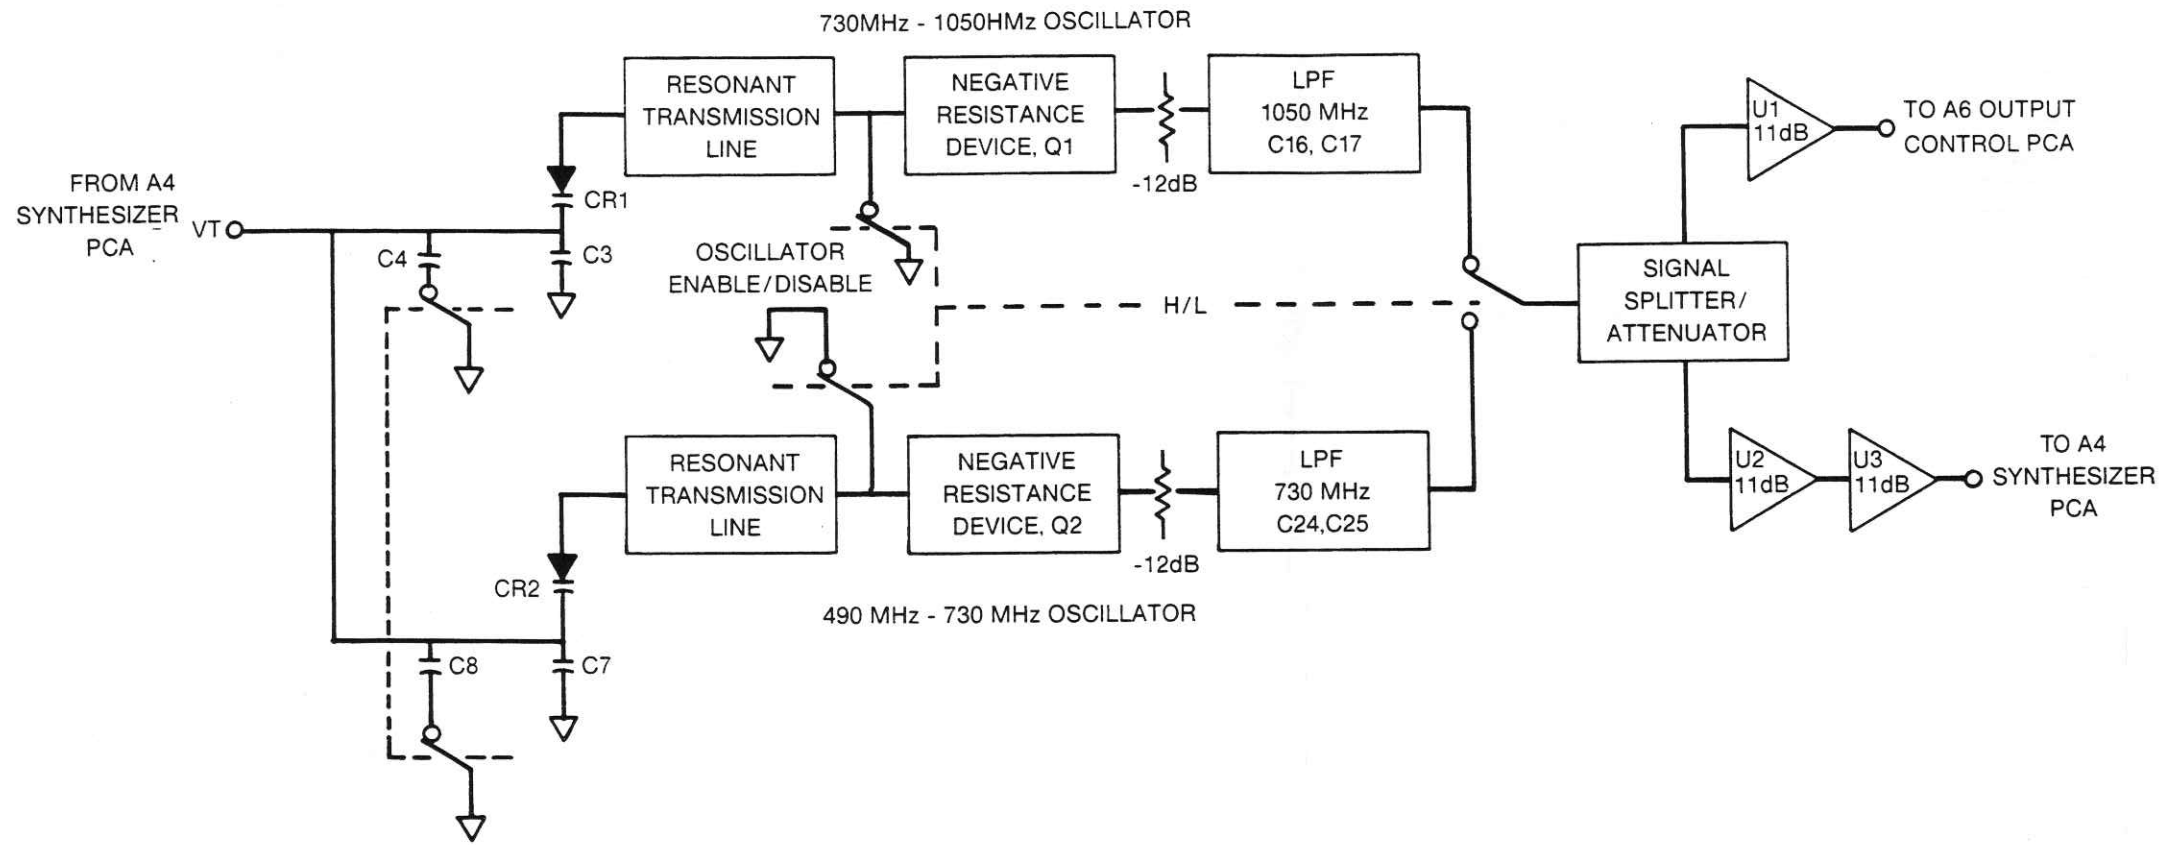 730MHz - 1050HMz OSCILLATOR
RESONANT
TRANSMISSION
LINE
NEGATIVE
RESISTANCE
DEVICE, Q1
-12dB
LPF
1050 MHz
C16, C17
U1
11dB
TO A6 OUTPUT
CONTROL PCA
FROM A4
SYNTHESIZER
PCA
VT
CR1
C4
C3
OSCILLATOR
ENABLE/DISABLE
H/L
SIGNAL
SPLITTER/
ATTENUATOR
RESONANT
TRANSMISSION
LINE
NEGATIVE
RESISTANCE
DEVICE, Q2
-12dB
LPF
730 MHz
C24,C25
U2
11dB
U3
11dB
TO A4
SYNTHESIZER
PCA
CR2
490 MHz - 730 MHz OSCILLATOR
C8
C7